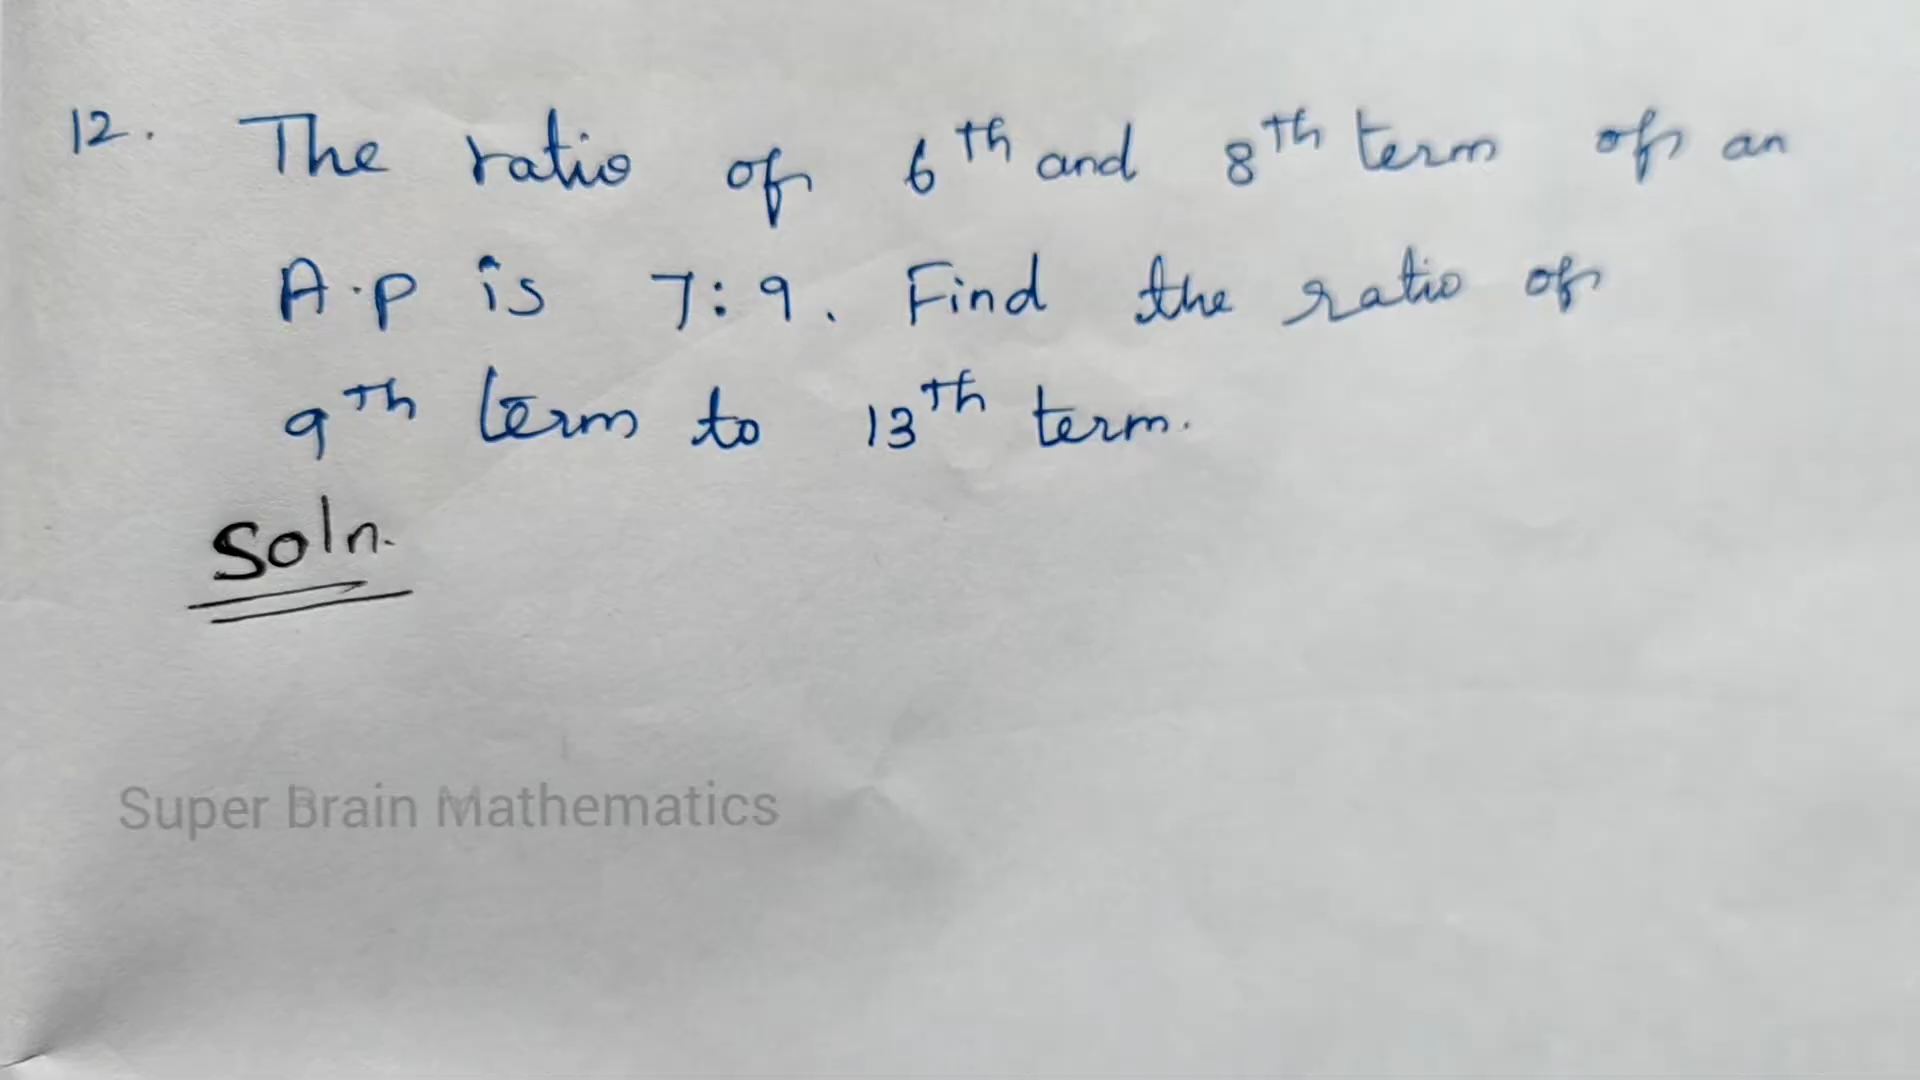 12. The ratio of 6th and 8th term of an
A.P is 7:9. Find the ratio of
9th term to 13th term.
Soln.
Super Brain Mathematics